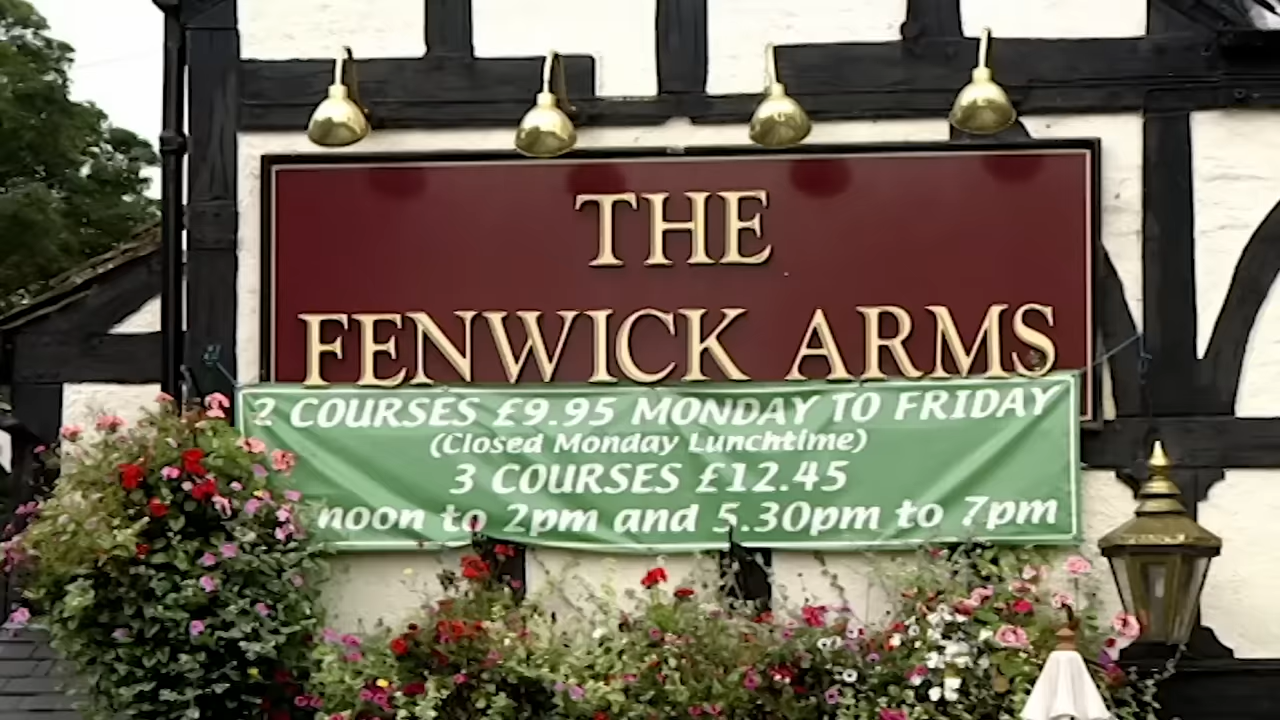 THE
FENWICK ARMS
2 COURSES £9.95 MONDAY TO FRIDAY
(Closed Monday Lunchtime)
3 COURSES £12.45
noon to 2pm and 5.30pm to 7pm